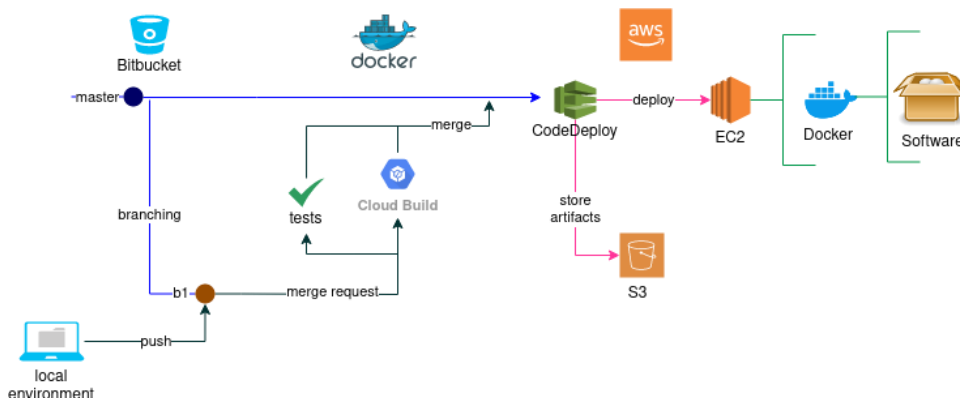 aws
Bitbucket
docker
master
deploy
merge
CodeDeploy
EC2
Docker
Software
Cloud Build
tests
branching
store
artifacts
b1
merge request
S3
push
local
environment